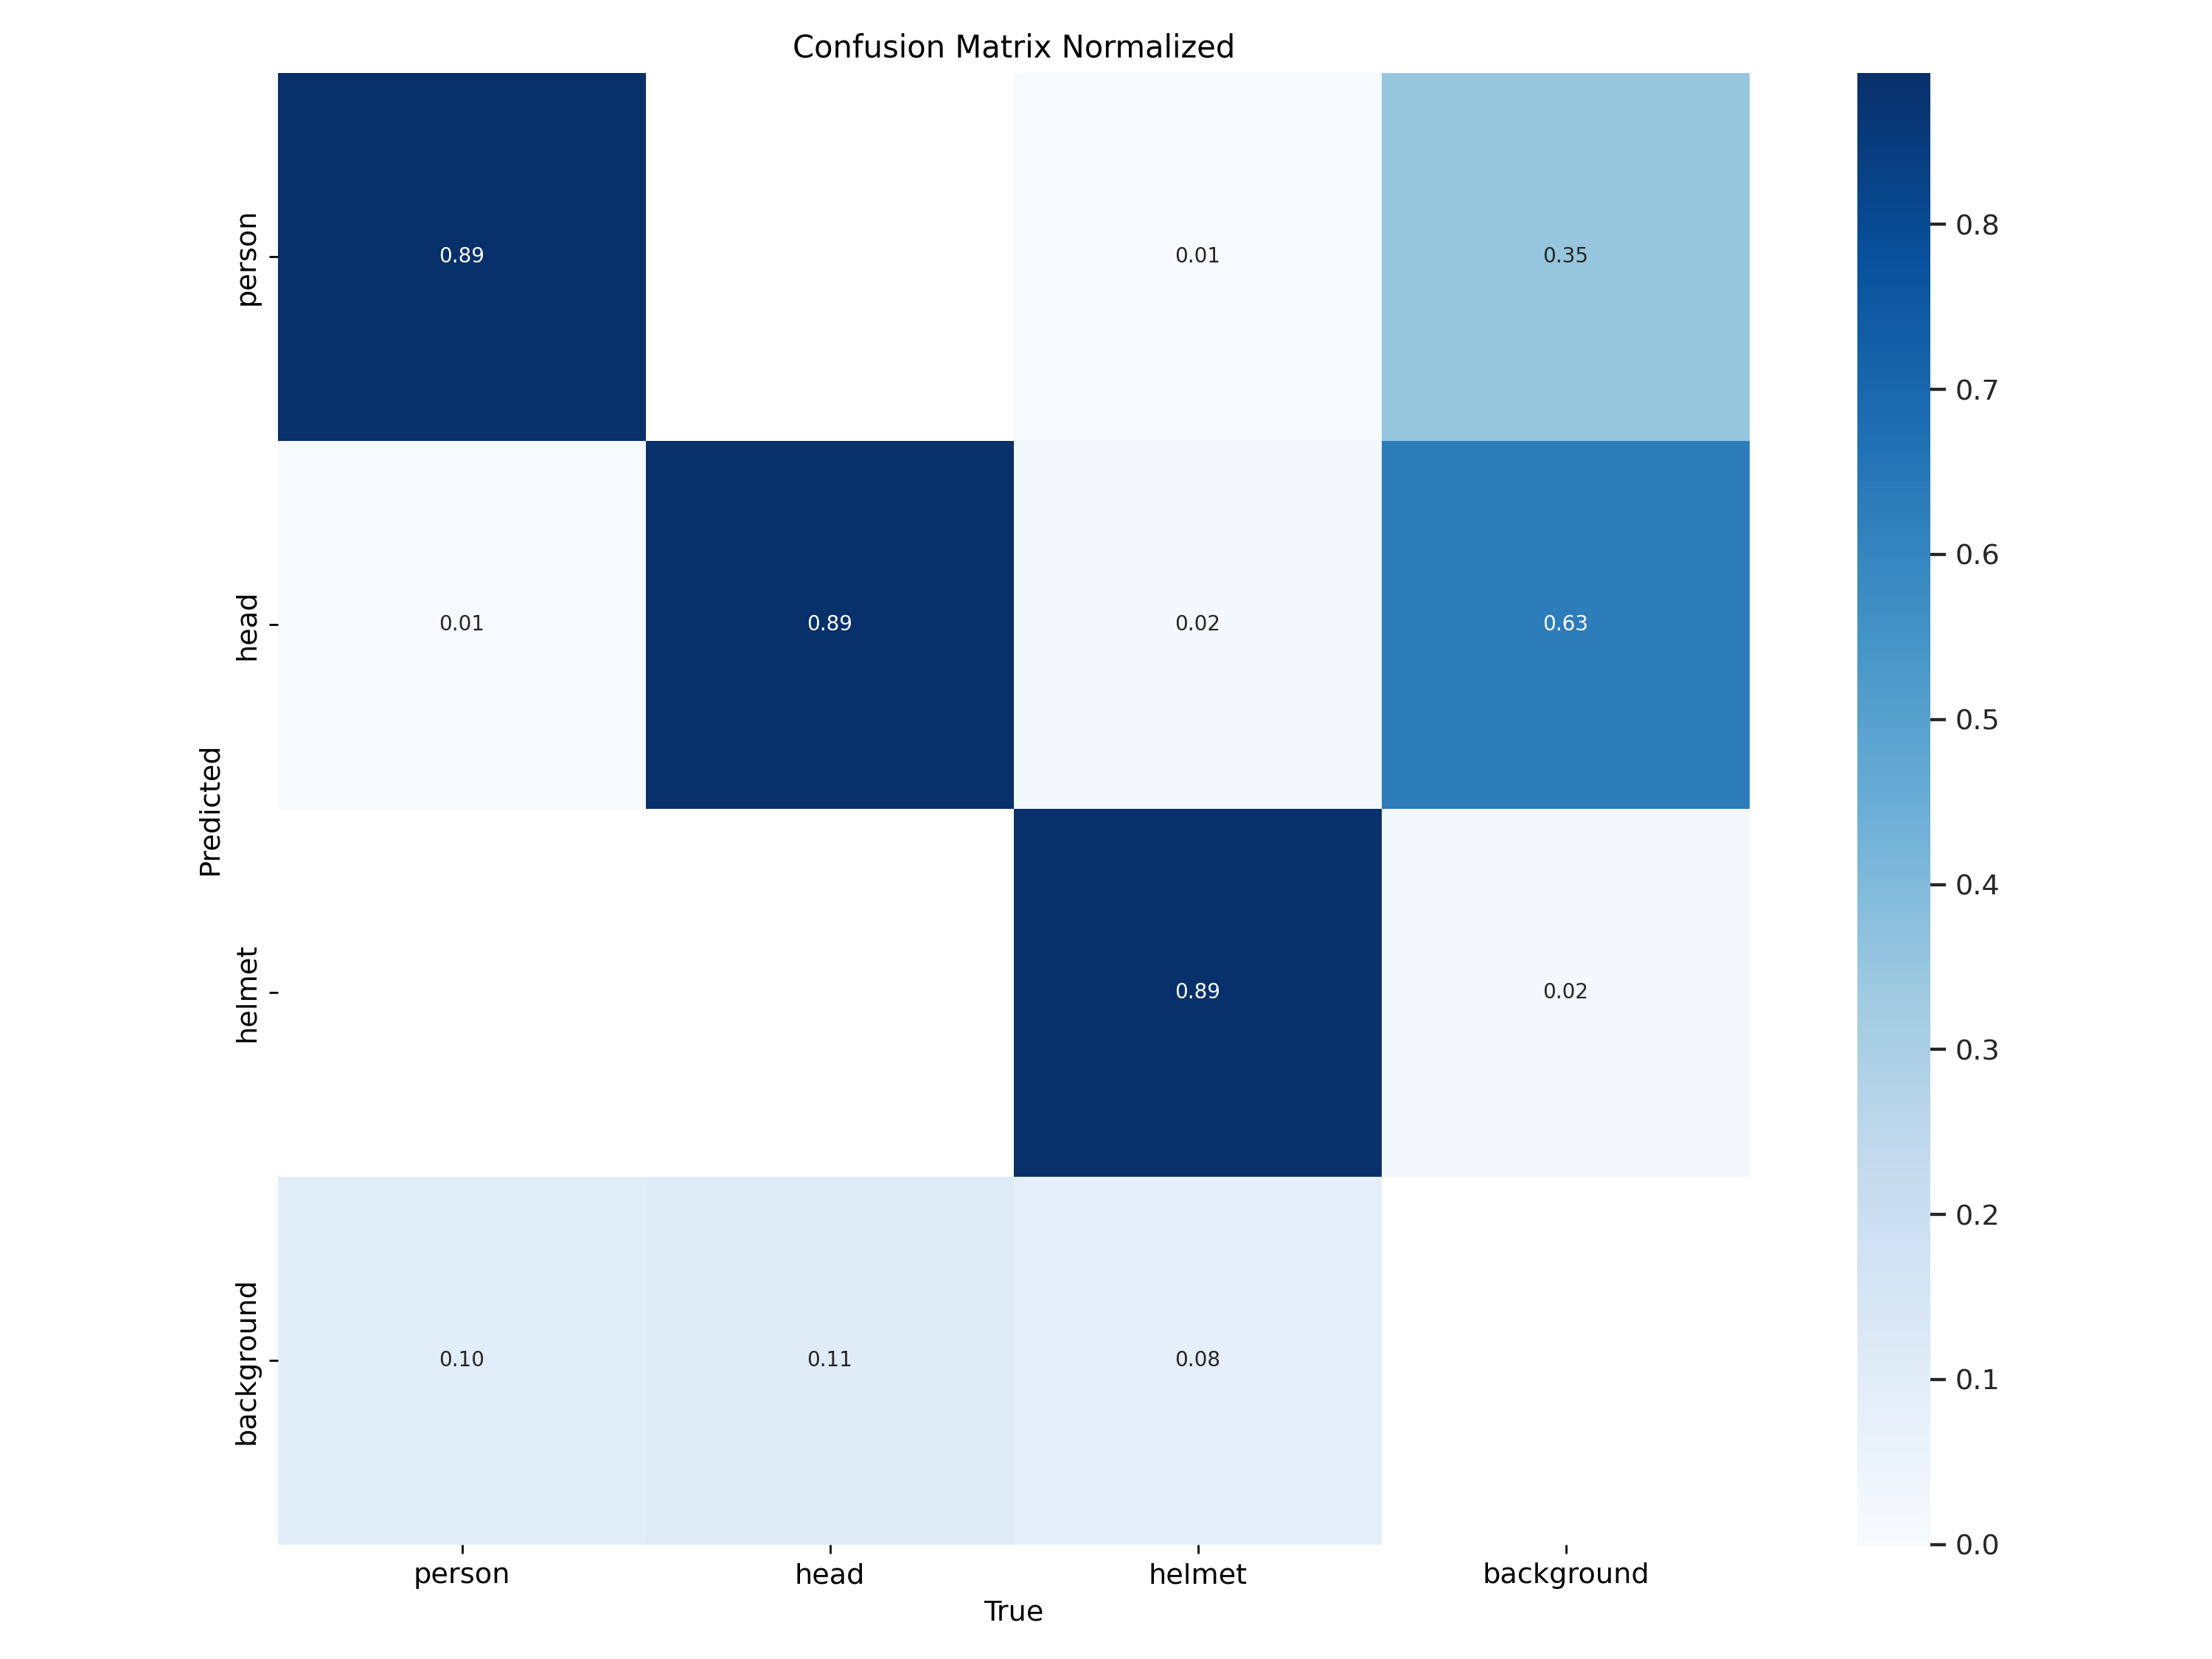 Confusion Matrix Normalized
person
0.89
0.01
0.35
head
0.01
0.89
0.02
0.63
helmet
0.89
0.02
background
0.10
0.11
0.08
Predicted
person
head
helmet
background
True
0.8
0.7
0.6
0.5
0.4
0.3
0.2
0.1
0.0